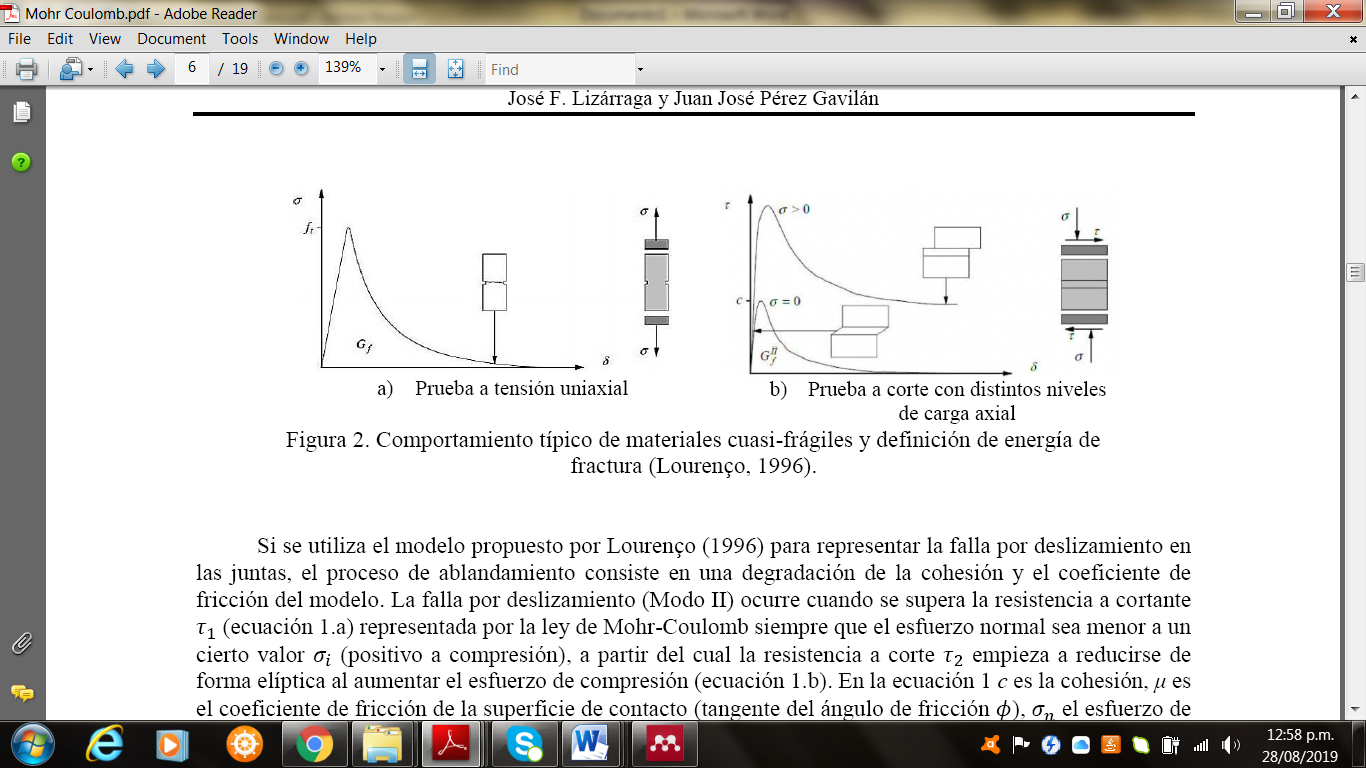 Mohr Coulomb.pdf - Adobe Reader
File Edit View Document Tools Window Help
6 / 19 139% Find
José F. Lizárraga y Juan José Pérez Gavilán
σ
ft
Gf
δ
σ
σ
τ
σ > 0
c
σ = 0
GfII
δ
σ
τ
τ
σ
a) Prueba a tensión uniaxial
b) Prueba a corte con distintos niveles
de carga axial
Figura 2. Comportamiento típico de materiales cuasi-frágiles y definición de energía de
fractura (Lourenço, 1996).
Si se utiliza el modelo propuesto por Lourenço (1996) para representar la falla por deslizamiento en
las juntas, el proceso de ablandamiento consiste en una degradación de la cohesión y el coeficiente de
fricción del modelo. La falla por deslizamiento (Modo II) ocurre cuando se supera la resistencia a cortante
τ1 (ecuación 1.a) representada por la ley de Mohr-Coulomb siempre que el esfuerzo normal sea menor a un
cierto valor σi (positivo a compresión), a partir del cual la resistencia a corte τ2 empieza a reducirse de
forma elíptica al aumentar el esfuerzo de compresión (ecuación 1.b). En la ecuación 1 c es la cohesión, μ es
el coeficiente de fricción de la superficie de contacto (tangente del ángulo de fricción ϕ), σn el esfuerzo de
12:58 p.m.
28/08/2019